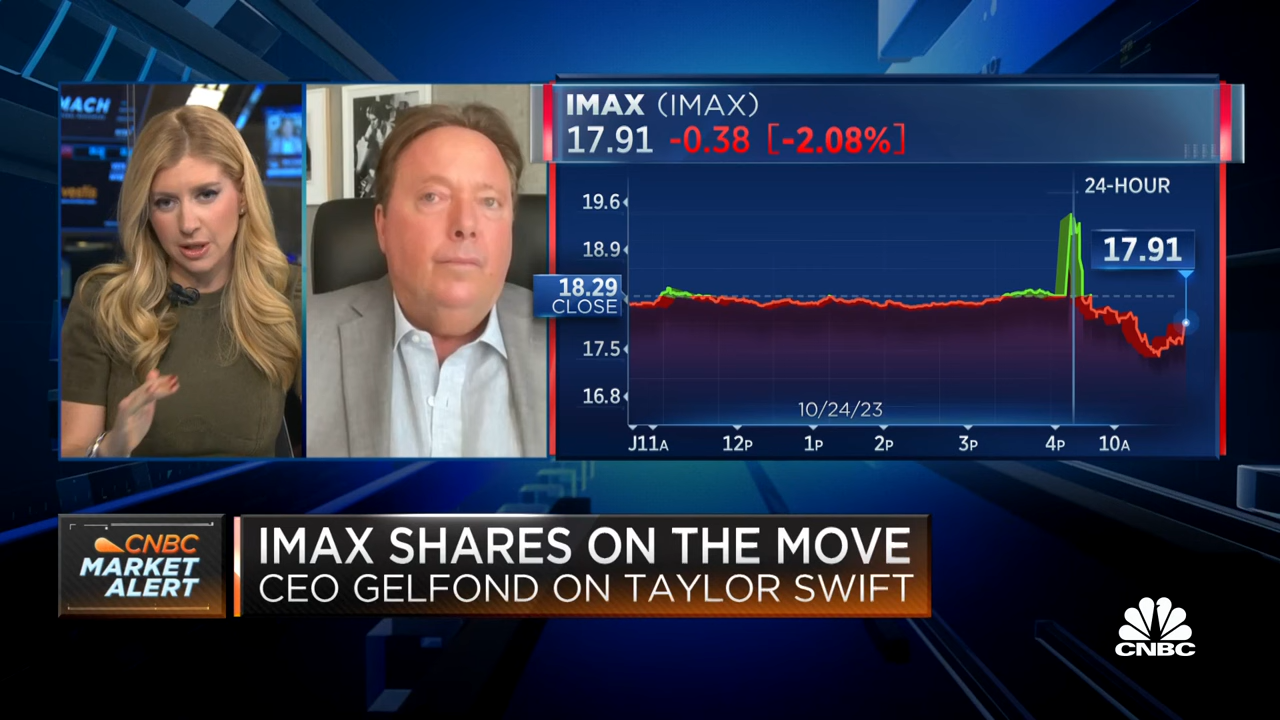 MACH
IMAX (IMAX)
17.91 -0.38 [-2.08%]
24-HOUR
19.6
18.9
17.91
18.29
CLOSE
17.5
16.8
10/24/23
J11A 12P 1P 2P 3P 4P 10A
CNBC
MARKET
ALERT
IMAX SHARES ON THE MOVE
CEO GELFOND ON TAYLOR SWIFT
CNBC